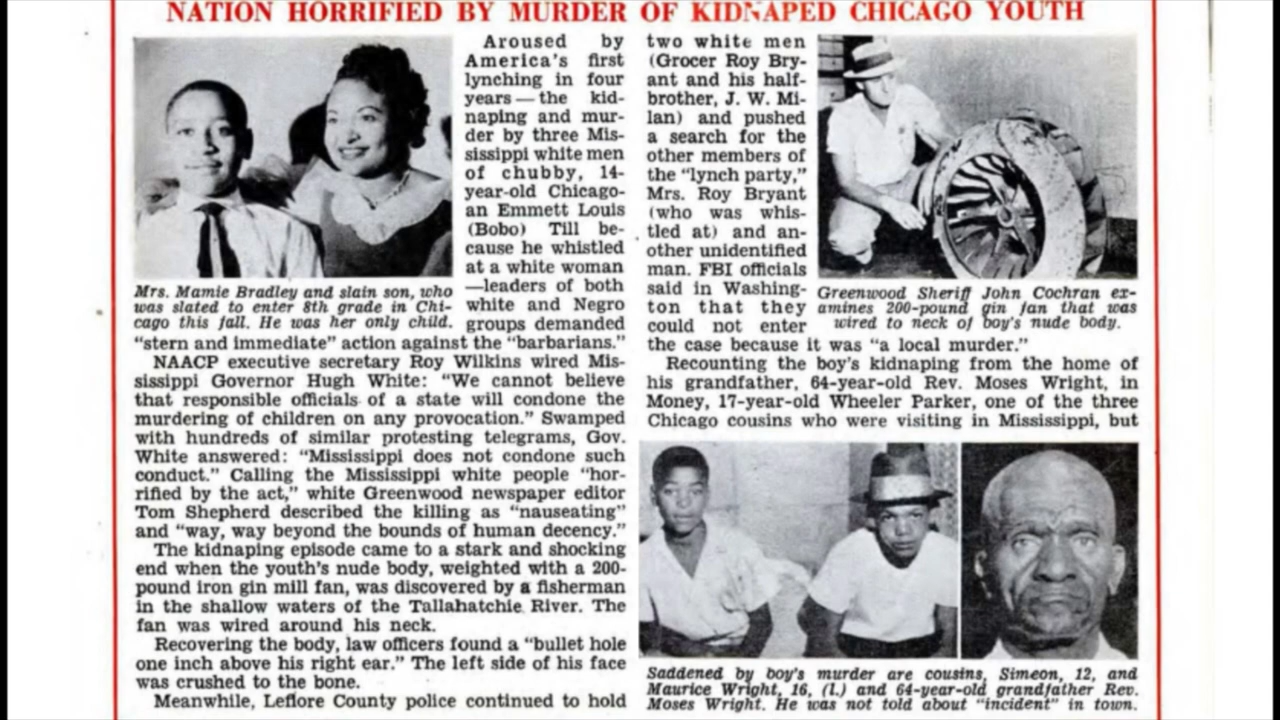 NATION HORRIFIED BY MURDER OF KIDNAPED CHICAGO YOUTH
Mrs. Mamie Bradley and slain son, who
was slated to enter 8th grade in Chi-
cago this fall. He was her only child.
Aroused by
America's first
lynching in four
years — the kid-
naping and mur-
der by three Mis-
sissippi white men
of chubby, 14-
year-old Chicago-
an Emmett Louis
(Bobo) Till be-
cause he whistled
at a white woman
—leaders of both
white and Negro
groups demanded
"stern and immediate" action against the "barbarians."
NAACP executive secretary Roy Wilkins wired Mis-
sissippi Governor Hugh White: "We cannot believe
that responsible officials of a state will condone the
murdering of children on any provocation." Swamped
with hundreds of similar protesting telegrams, Gov.
White answered: "Mississippi does not condone such
conduct." Calling the Mississippi white people "hor-
rified by the act," white Greenwood newspaper editor
Tom Shepherd described the killing as "nauseating"
and "way, way beyond the bounds of human decency."
The kidnaping episode came to a stark and shocking
end when the youth's nude body, weighted with a 200-
pound iron gin mill fan, was discovered by a fisherman
in the shallow waters of the Tallahatchie River. The
fan was wired around his neck.
Recovering the body, law officers found a "bullet hole
one inch above his right ear." The left side of his face
was crushed to the bone.
Meanwhile, Leflore County police continued to hold
two white men
(Grocer Roy Bry-
ant and his half-
brother, J. W. Mi-
lan) and pushed
a search for the
other members of
the "lynch party,"
Mrs. Roy Bryant
(who was whis-
tled at) and an-
other unidentified
man. FBI officials
said in Washing-
ton that they
could not enter
the case because it was "a local murder."
Greenwood Sheriff John Cochran ex-
amines 200-pound gin fan that was
wired to neck of boy's nude body.
Recounting the boy's kidnaping from the home of
his grandfather, 64-year-old Rev. Moses Wright, in
Money, 17-year-old Wheeler Parker, one of the three
Chicago cousins who were visiting in Mississippi, but
Saddened by boy's murder are cousins, Simeon, 12, and
Maurice Wright, 16, (l.) and 64-year-old grandfather Rev.
Moses Wright. He was not told about "incident" in town.